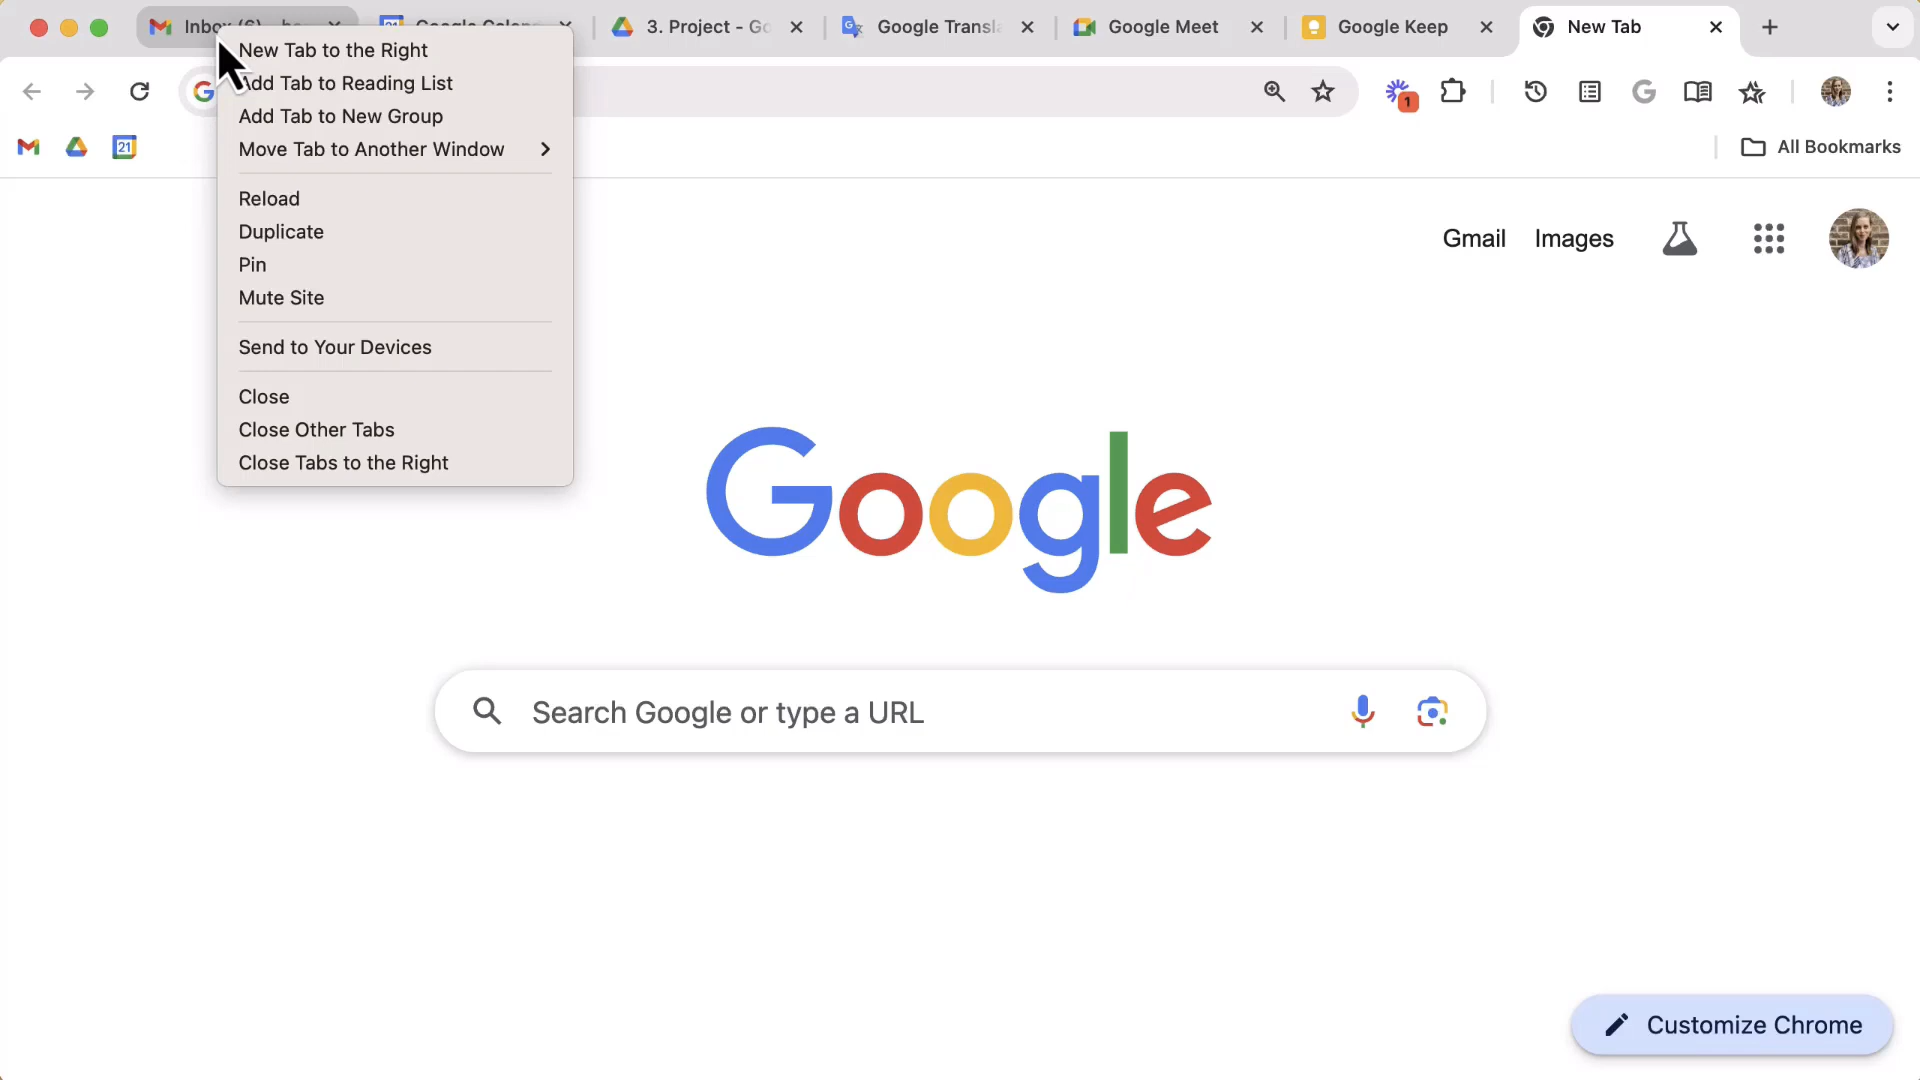 Inbox (6)
3. Project - Go
Google Transla
Google Meet
Google Keep
New Tab
New Tab to the Right
Add Tab to Reading List
Add Tab to New Group
Move Tab to Another Window
Reload
Duplicate
Pin
Mute Site
Send to Your Devices
Close
Close Other Tabs
Close Tabs to the Right
1
21
All Bookmarks
Gmail
Images
Google
Search Google or type a URL
Customize Chrome